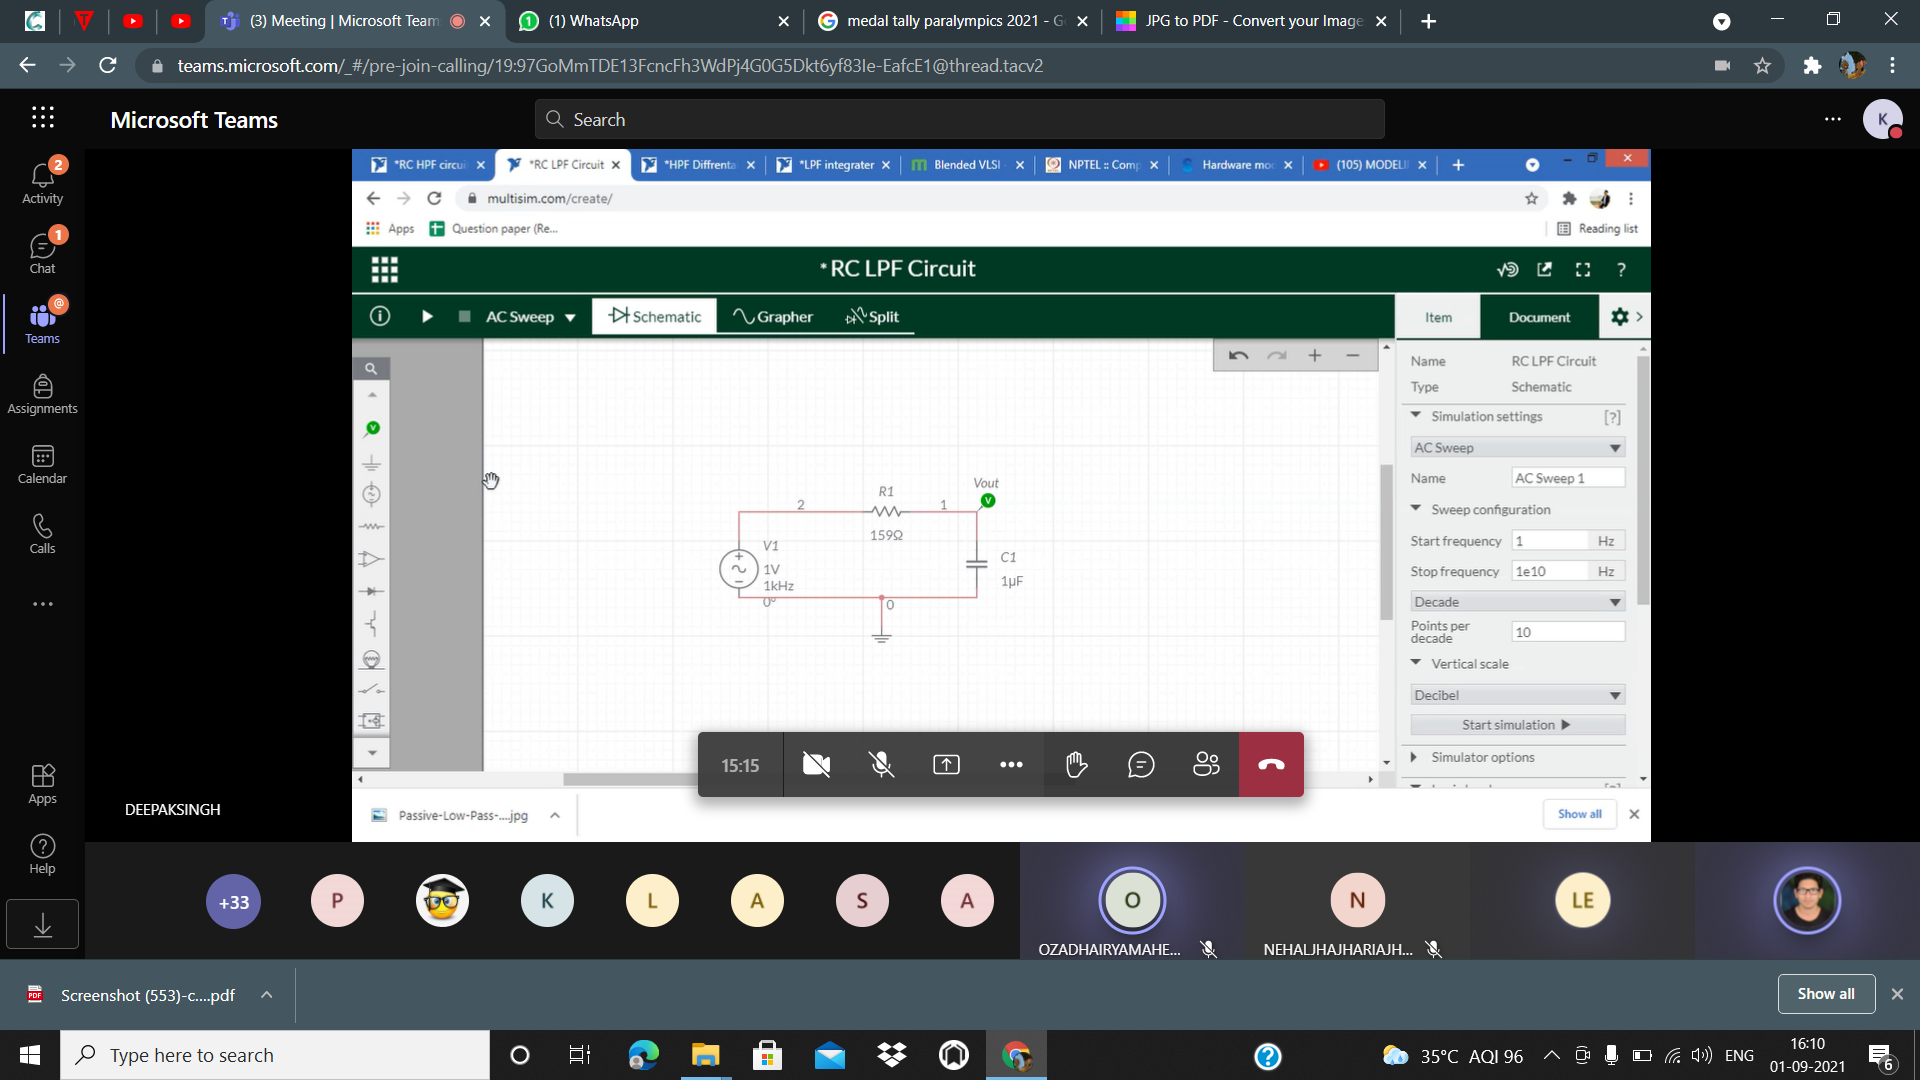 (3) Meeting | Microsoft Team
(1) WhatsApp
medal tally paralympics 2021 - G
JPG to PDF - Convert your Image
teams.microsoft.com/_#/pre-join-calling/19:97GoMmTDE13FcncFh3WdPj4G0G5Dkt6yf83Ie-EafcE1@thread.tacv2
Microsoft Teams
Search
K
2
Activity
1
Chat
@
Teams
Assignments
Calendar
Calls
Apps
Help
*RC HPF circui
*RC LPF Circuit
*HPF Diffrenta
*LPF integrater
Blended VLSI
NPTEL :: Comp
Hardware mod
(105) MODELI
multisim.com/create/
Apps
Question paper (Re...
Reading list
*RC LPF Circuit
?
AC Sweep
Schematic
Grapher
Split
Item
Document
Name
RC LPF Circuit
Type
Schematic
Simulation settings
[?]
AC Sweep
Name
AC Sweep 1
Sweep configuration
Start frequency
1
Hz
Stop frequency
1e10
Hz
Decade
Points per
decade
10
Vertical scale
Decibel
Start simulation
Simulator options
Vout
V
R1
2
1
159Ω
V1
1V
1kHz
0°
C1
1μF
0
15:15
DEEPAKSINGH
Passive-Low-Pass-....jpg
Show all
+33
P
K
L
A
S
A
O
OZADHAIRYAMAHE...
N
NEHALJHAJHARIAJH...
LE
PDF
Screenshot (553)-c....pdf
Show all
Type here to search
35°C AQI 96
ENG
16:10
01-09-2021
6